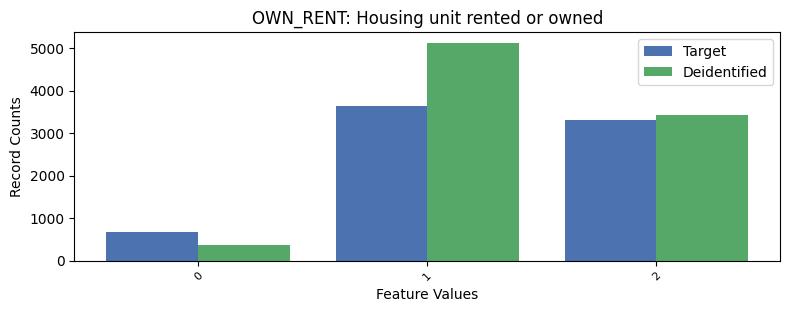 OWN_RENT: Housing unit rented or owned
Target
Deidentified
Record Counts
5000
4000
3000
2000
1000
0
0 1 2
Feature Values